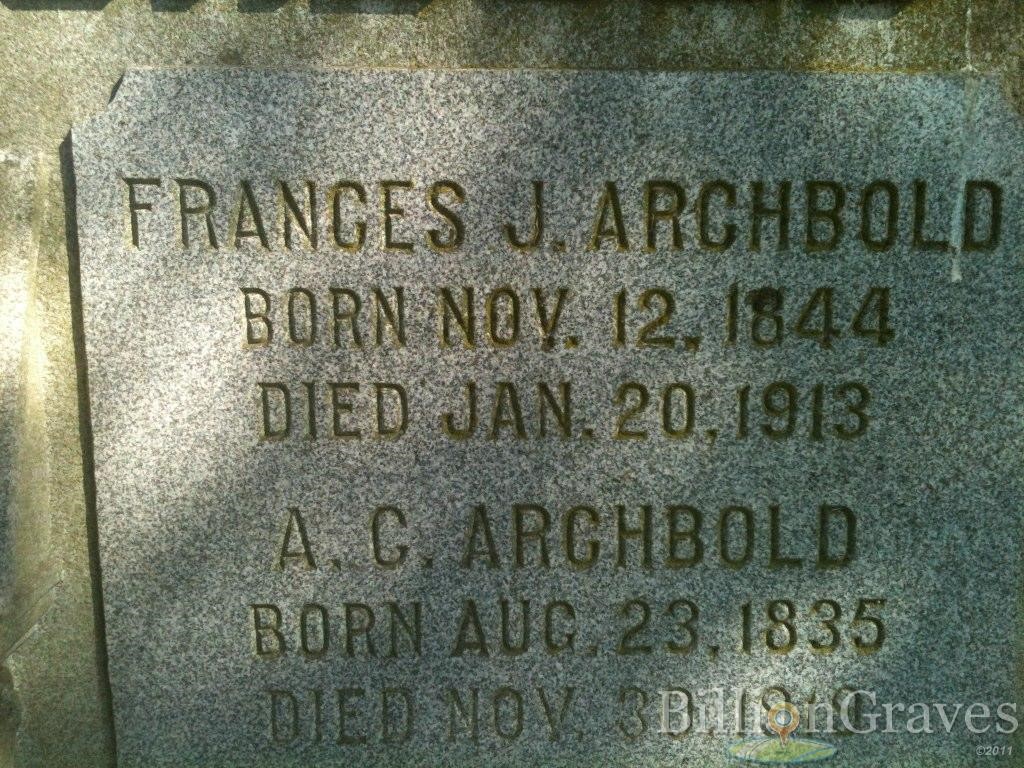 FRANCES J. ARCHBOLD
BORN NOV. 12, 1844
DIED JAN. 20, 1913
A. C. ARCHBOLD
BORN AUG. 23, 1835
DIED NOV.
BillionGraves
©2011